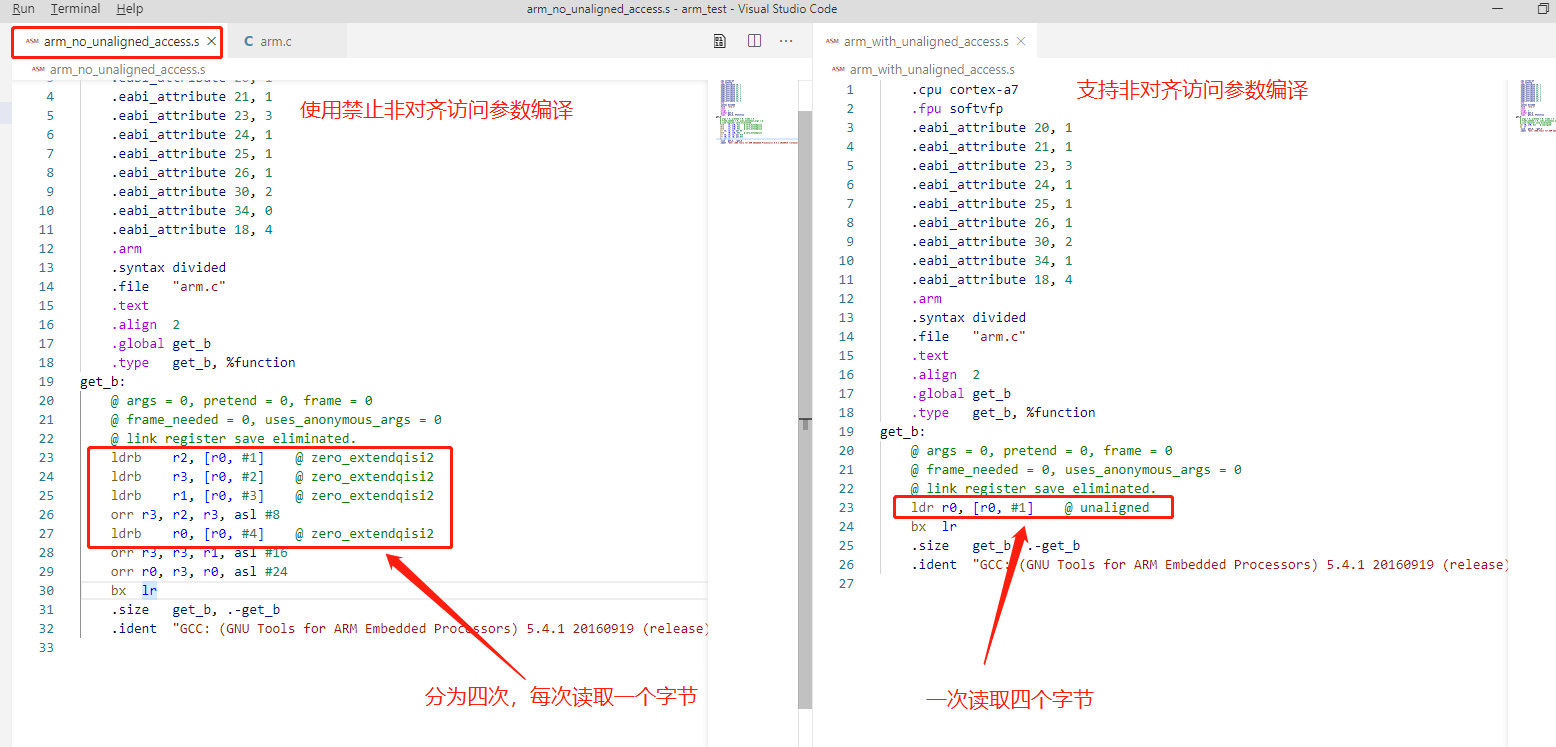 Run Terminal Help
arm_no_unaligned_access.s - arm_test - Visual Studio Code
ASM arm_no_unaligned_access.s
C arm.c
ASM arm_no_unaligned_access.s
使用禁止非对齐访问参数编译
4 .eabi_attribute 21, 1
5 .eabi_attribute 23, 3
6 .eabi_attribute 24, 1
7 .eabi_attribute 25, 1
8 .eabi_attribute 26, 1
9 .eabi_attribute 30, 2
10 .eabi_attribute 34, 0
11 .eabi_attribute 18, 4
12 .arm
13 .syntax divided
14 .file "arm.c"
15 .text
16 .align 2
17 .global get_b
18 .type get_b, %function
19 get_b:
20 @ args = 0, pretend = 0, frame = 0
21 @ frame_needed = 0, uses_anonymous_args = 0
22 @ link register save eliminated.
23 ldrb r2, [r0, #1] @ zero_extendqisi2
24 ldrb r3, [r0, #2] @ zero_extendqisi2
25 ldrb r1, [r0, #3] @ zero_extendqisi2
26 orr r3, r2, r3, asl #8
27 ldrb r0, [r0, #4] @ zero_extendqisi2
28 orr r3, r3, r1, asl #16
29 orr r0, r3, r0, asl #24
30 bx lr
31 .size get_b, .-get_b
32 .ident "GCC: (GNU Tools for ARM Embedded Processors) 5.4.1 20160919 (release)
33
分为四次，每次读取一个字节
ASM arm_with_unaligned_access.s
ASM arm_with_unaligned_access.s
支持非对齐访问参数编译
1 .cpu cortex-a7
2 .fpu softvfp
3 .eabi_attribute 20, 1
4 .eabi_attribute 21, 1
5 .eabi_attribute 23, 3
6 .eabi_attribute 24, 1
7 .eabi_attribute 25, 1
8 .eabi_attribute 26, 1
9 .eabi_attribute 30, 2
10 .eabi_attribute 34, 1
11 .eabi_attribute 18, 4
12 .arm
13 .syntax divided
14 .file "arm.c"
15 .text
16 .align 2
17 .global get_b
18 .type get_b, %function
19 get_b:
20 @ args = 0, pretend = 0, frame = 0
21 @ frame_needed = 0, uses_anonymous_args = 0
22 @ link register save eliminated.
23 ldr r0, [r0, #1] @ unaligned
24 bx lr
25 .size get_b, .-get_b
26 .ident "GCC: (GNU Tools for ARM Embedded Processors) 5.4.1 20160919 (release)
27
一次读取四个字节